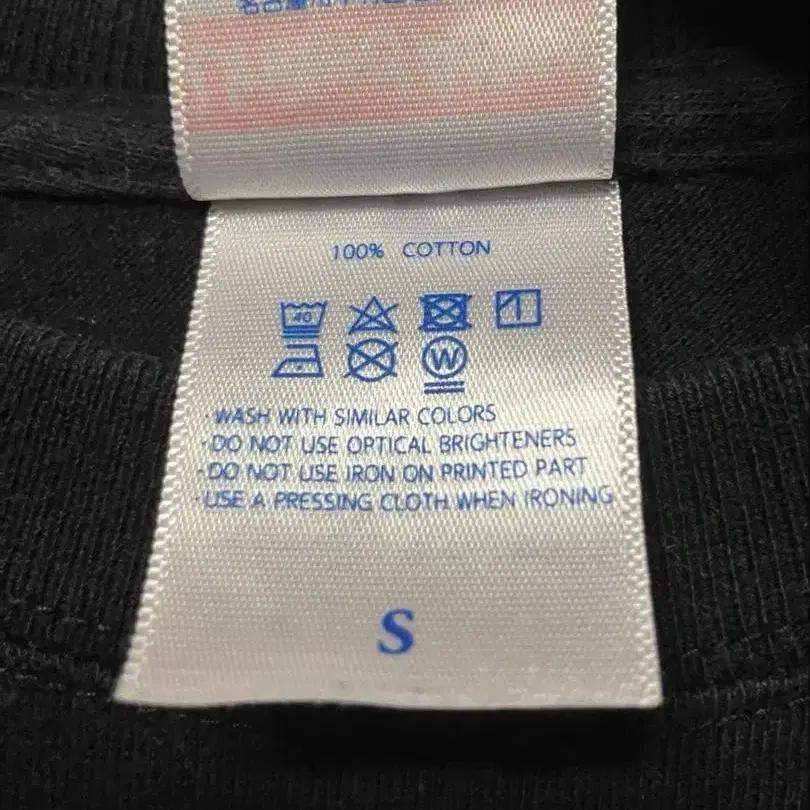 100% COTTON
40
W
· WASH WITH SIMILAR COLORS
· DO NOT USE OPTICAL BRIGHTENERS
· DO NOT USE IRON ON PRINTED PART
· USE A PRESSING CLOTH WHEN IRONING
S